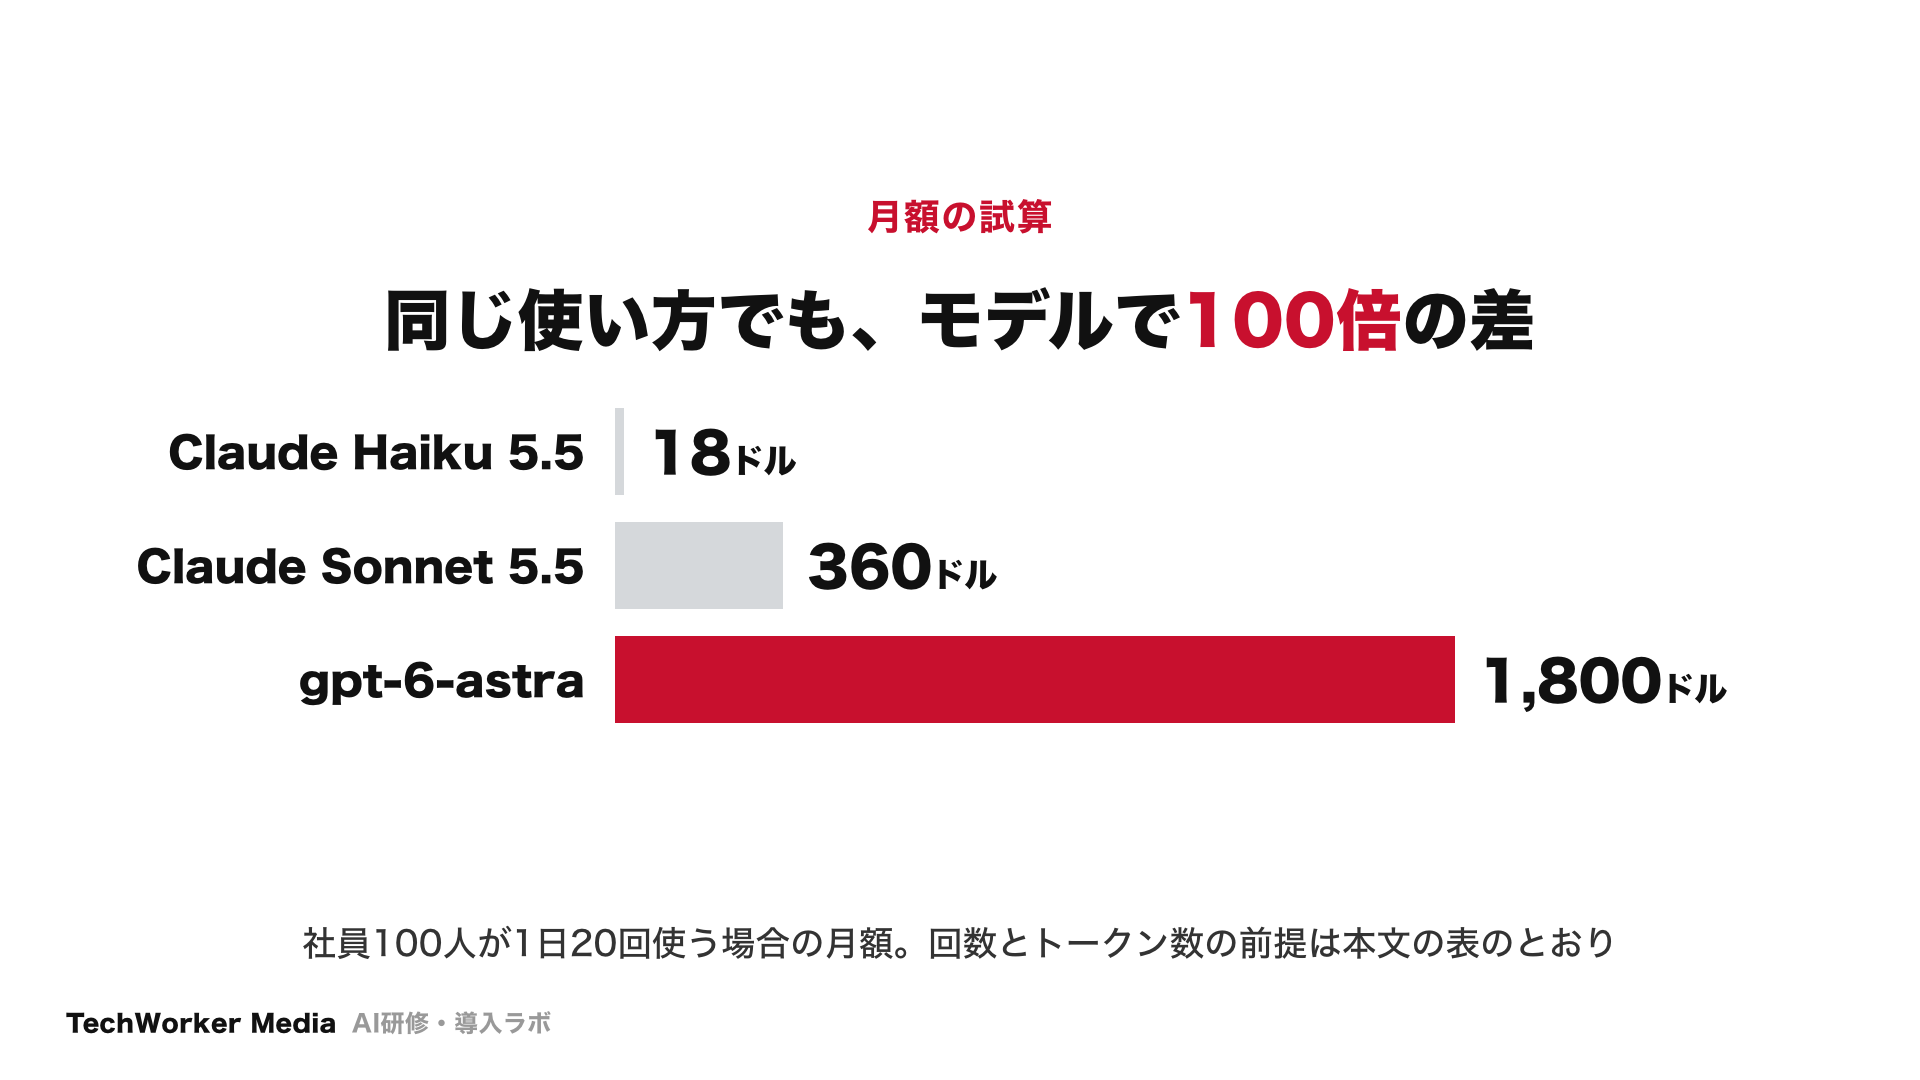 月額の試算
同じ使い方でも、モデルで100倍の差
Claude Haiku 5.5 18ドル
Claude Sonnet 5.5 360ドル
gpt-6-astra 1,800ドル
社員100人が1日20回使う場合の月額。回数とトークン数の前提は本文の表のとおり
TechWorker Media AI研修・導入ラボ